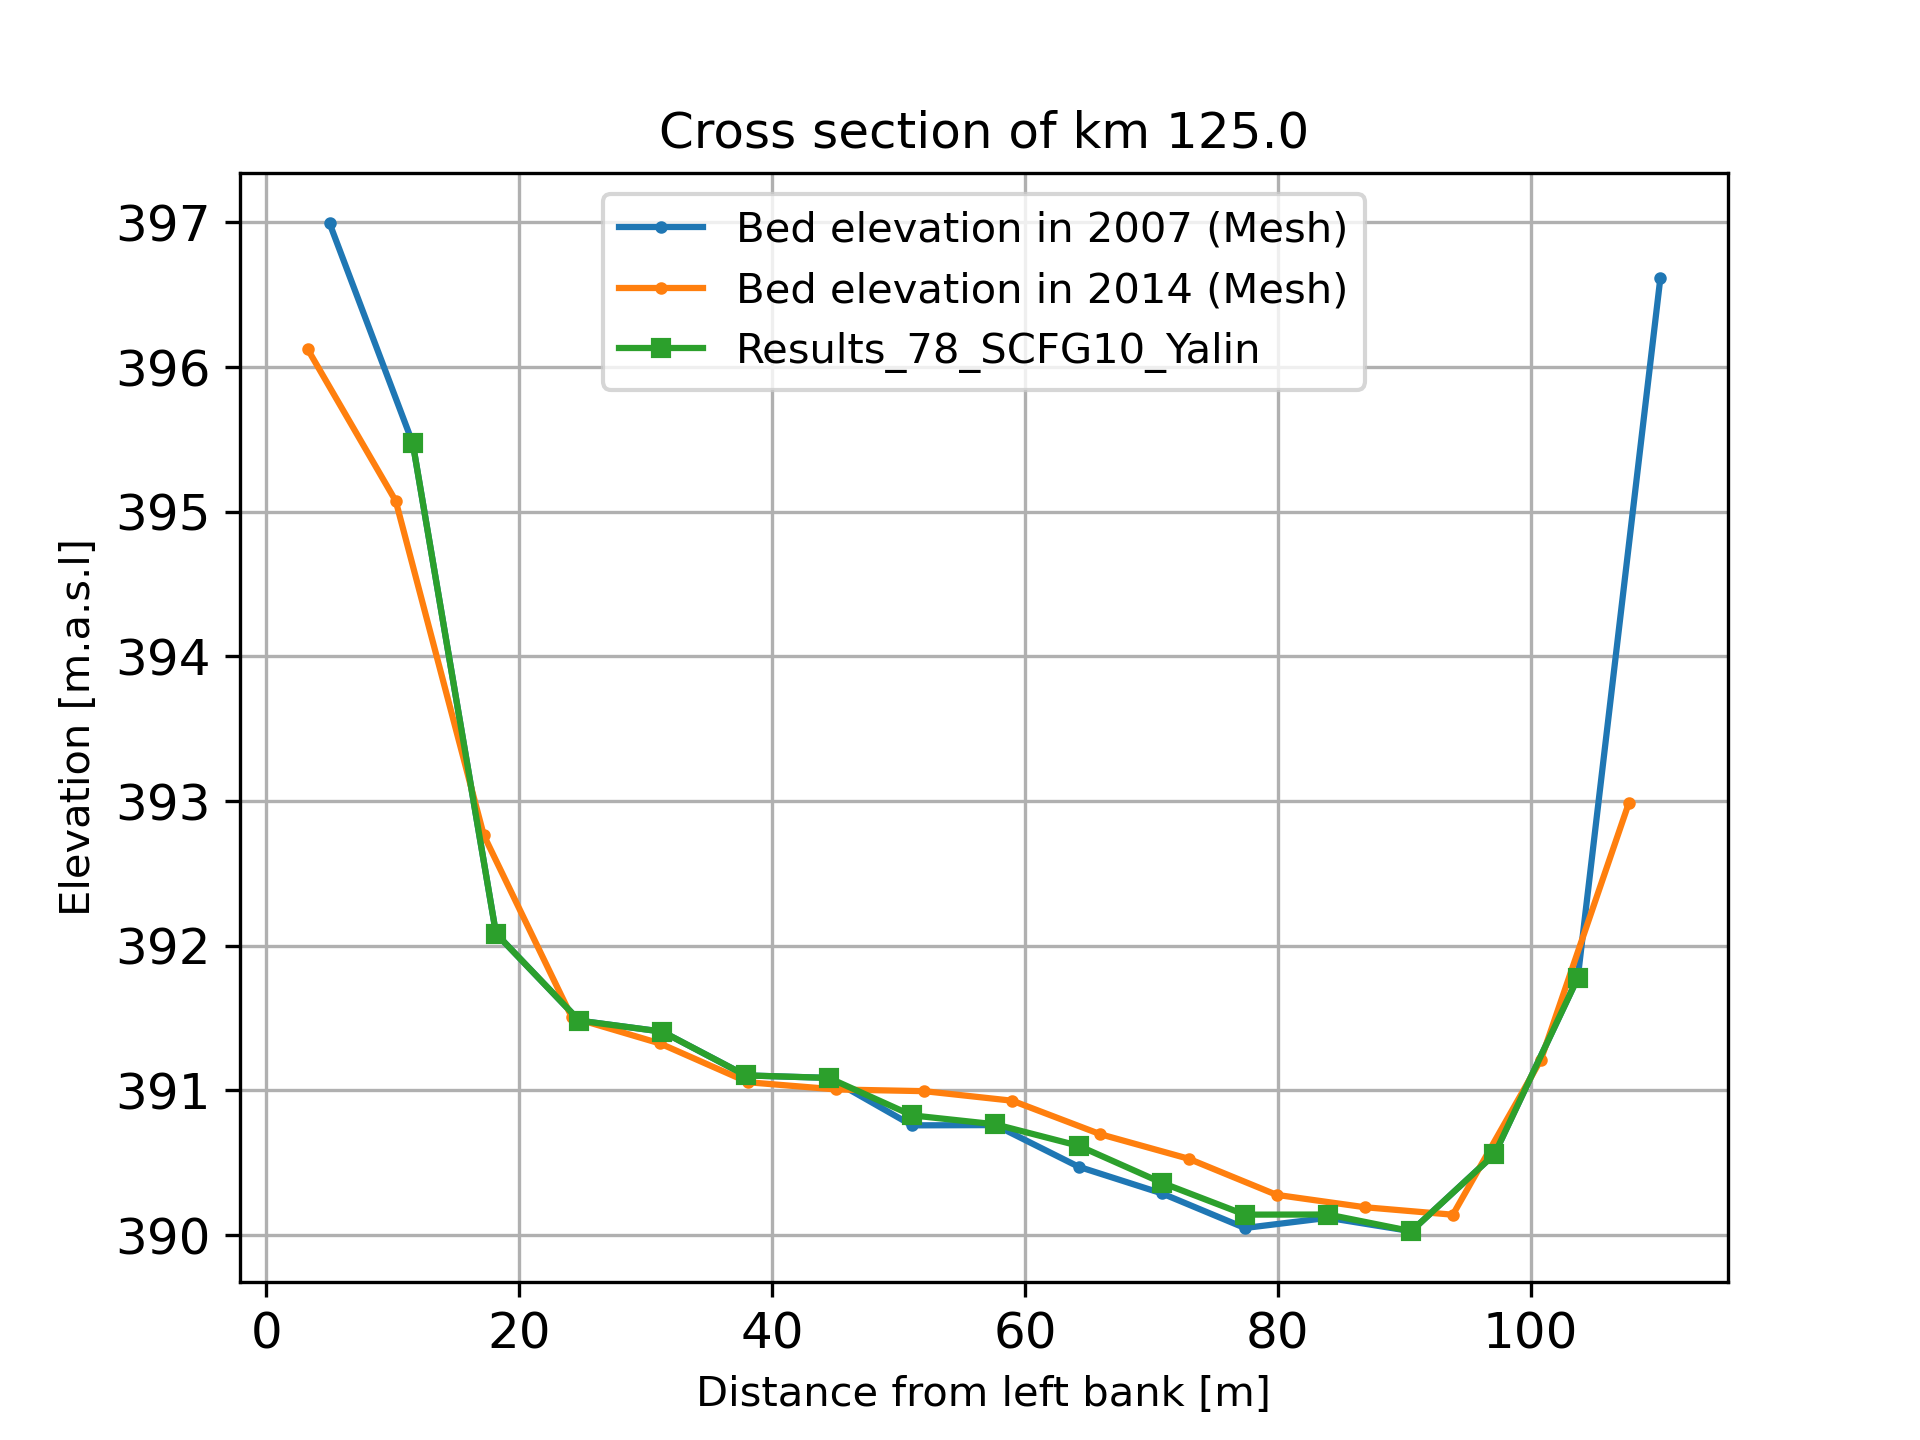 Cross section of km 125.0
Bed elevation in 2007 (Mesh)
Bed elevation in 2014 (Mesh)
Results_78_SCFG10_Yalin
397
396
395
394
393
392
391
390
Elevation [m.a.s.l]
0 20 40 60 80 100
Distance from left bank [m]